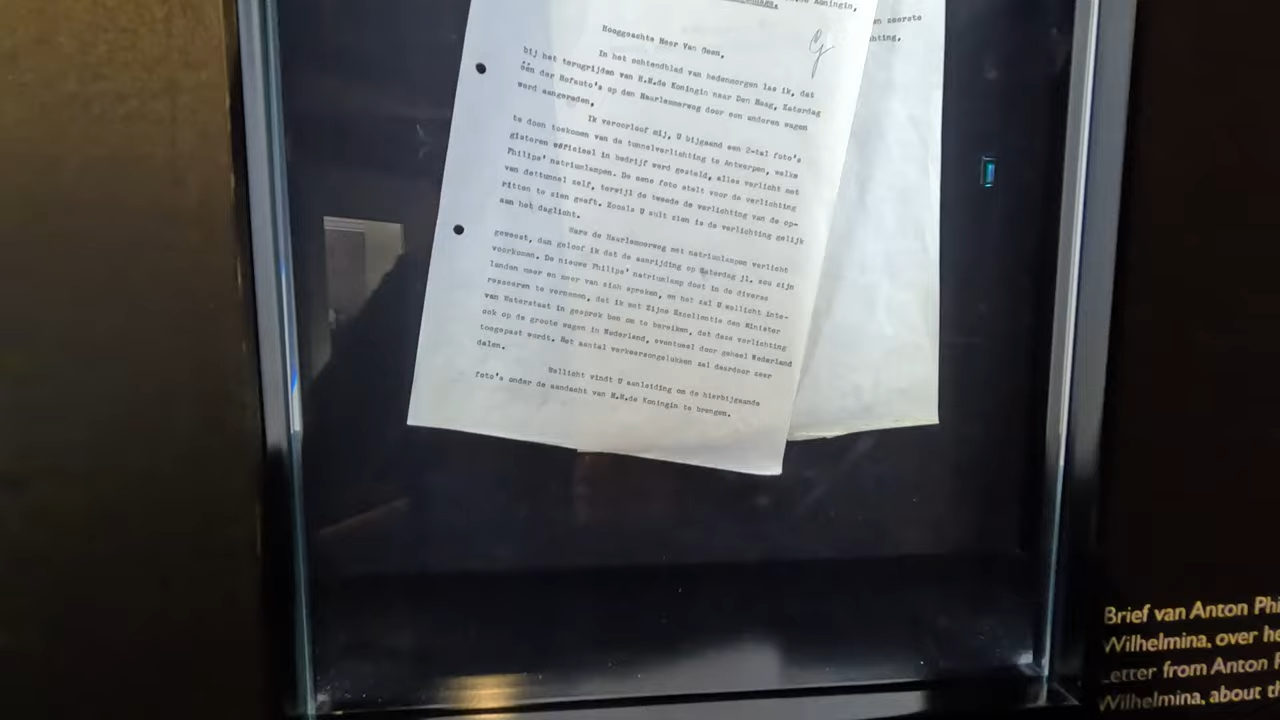 Koningin,
Hooggeachte Heer Van Geen,
In het ochtendblad van hedenmorgen las ik, dat
bij het terugrijden van H.M.de Koningin naar Den Haag, Zaterdag
één der Hofauto's op den Haarlemmerweg door een anderen wagen
werd aangereden.
Ik veroorloof mij, U bijgaand een 2-tal foto's
te doen toekomen van de tunnelverlichting te Antwerpen, welke
gisteren officieel in bedrijf werd gesteld, alles verlicht met
Philips' natriumlampen. De eene foto stelt voor de verlichting
van dettunnel zelf, terwijl de tweede de verlichting van de op-
ritten te zien geeft. Zooals U zult zien is de verlichting gelijk
aan het daglicht.
Ware de Haarlemmerweg met natriumlampen verlicht
geweest, dan geloof ik dat de aanrijding op Zaterdag jl. zou zijn
voorkomen. De nieuwe Philips' natriumlamp doet in de diverse
landen meer en meer van zich spreken, en het zal U wellicht inte-
resseeren te vernemen, dat ik met Zijne Excellentie den Minister
van Waterstaat in gesprek ben om te bereiken, dat deze verlichting
ook op de groote wegen in Nederland, eventueel door geheel Nederland
toegepast wordt. Het aantal verkeersongelukken zal daardoor zeer
dalen.
Wellicht vindt U aanleiding om de hierbijgaande
foto's onder de aandacht van H.M.de Koningin te brengen.
en zeerste
chting.
Brief van Anton Phi
Wilhelmina, over he
Letter from Anton P
Wilhelmina, about th